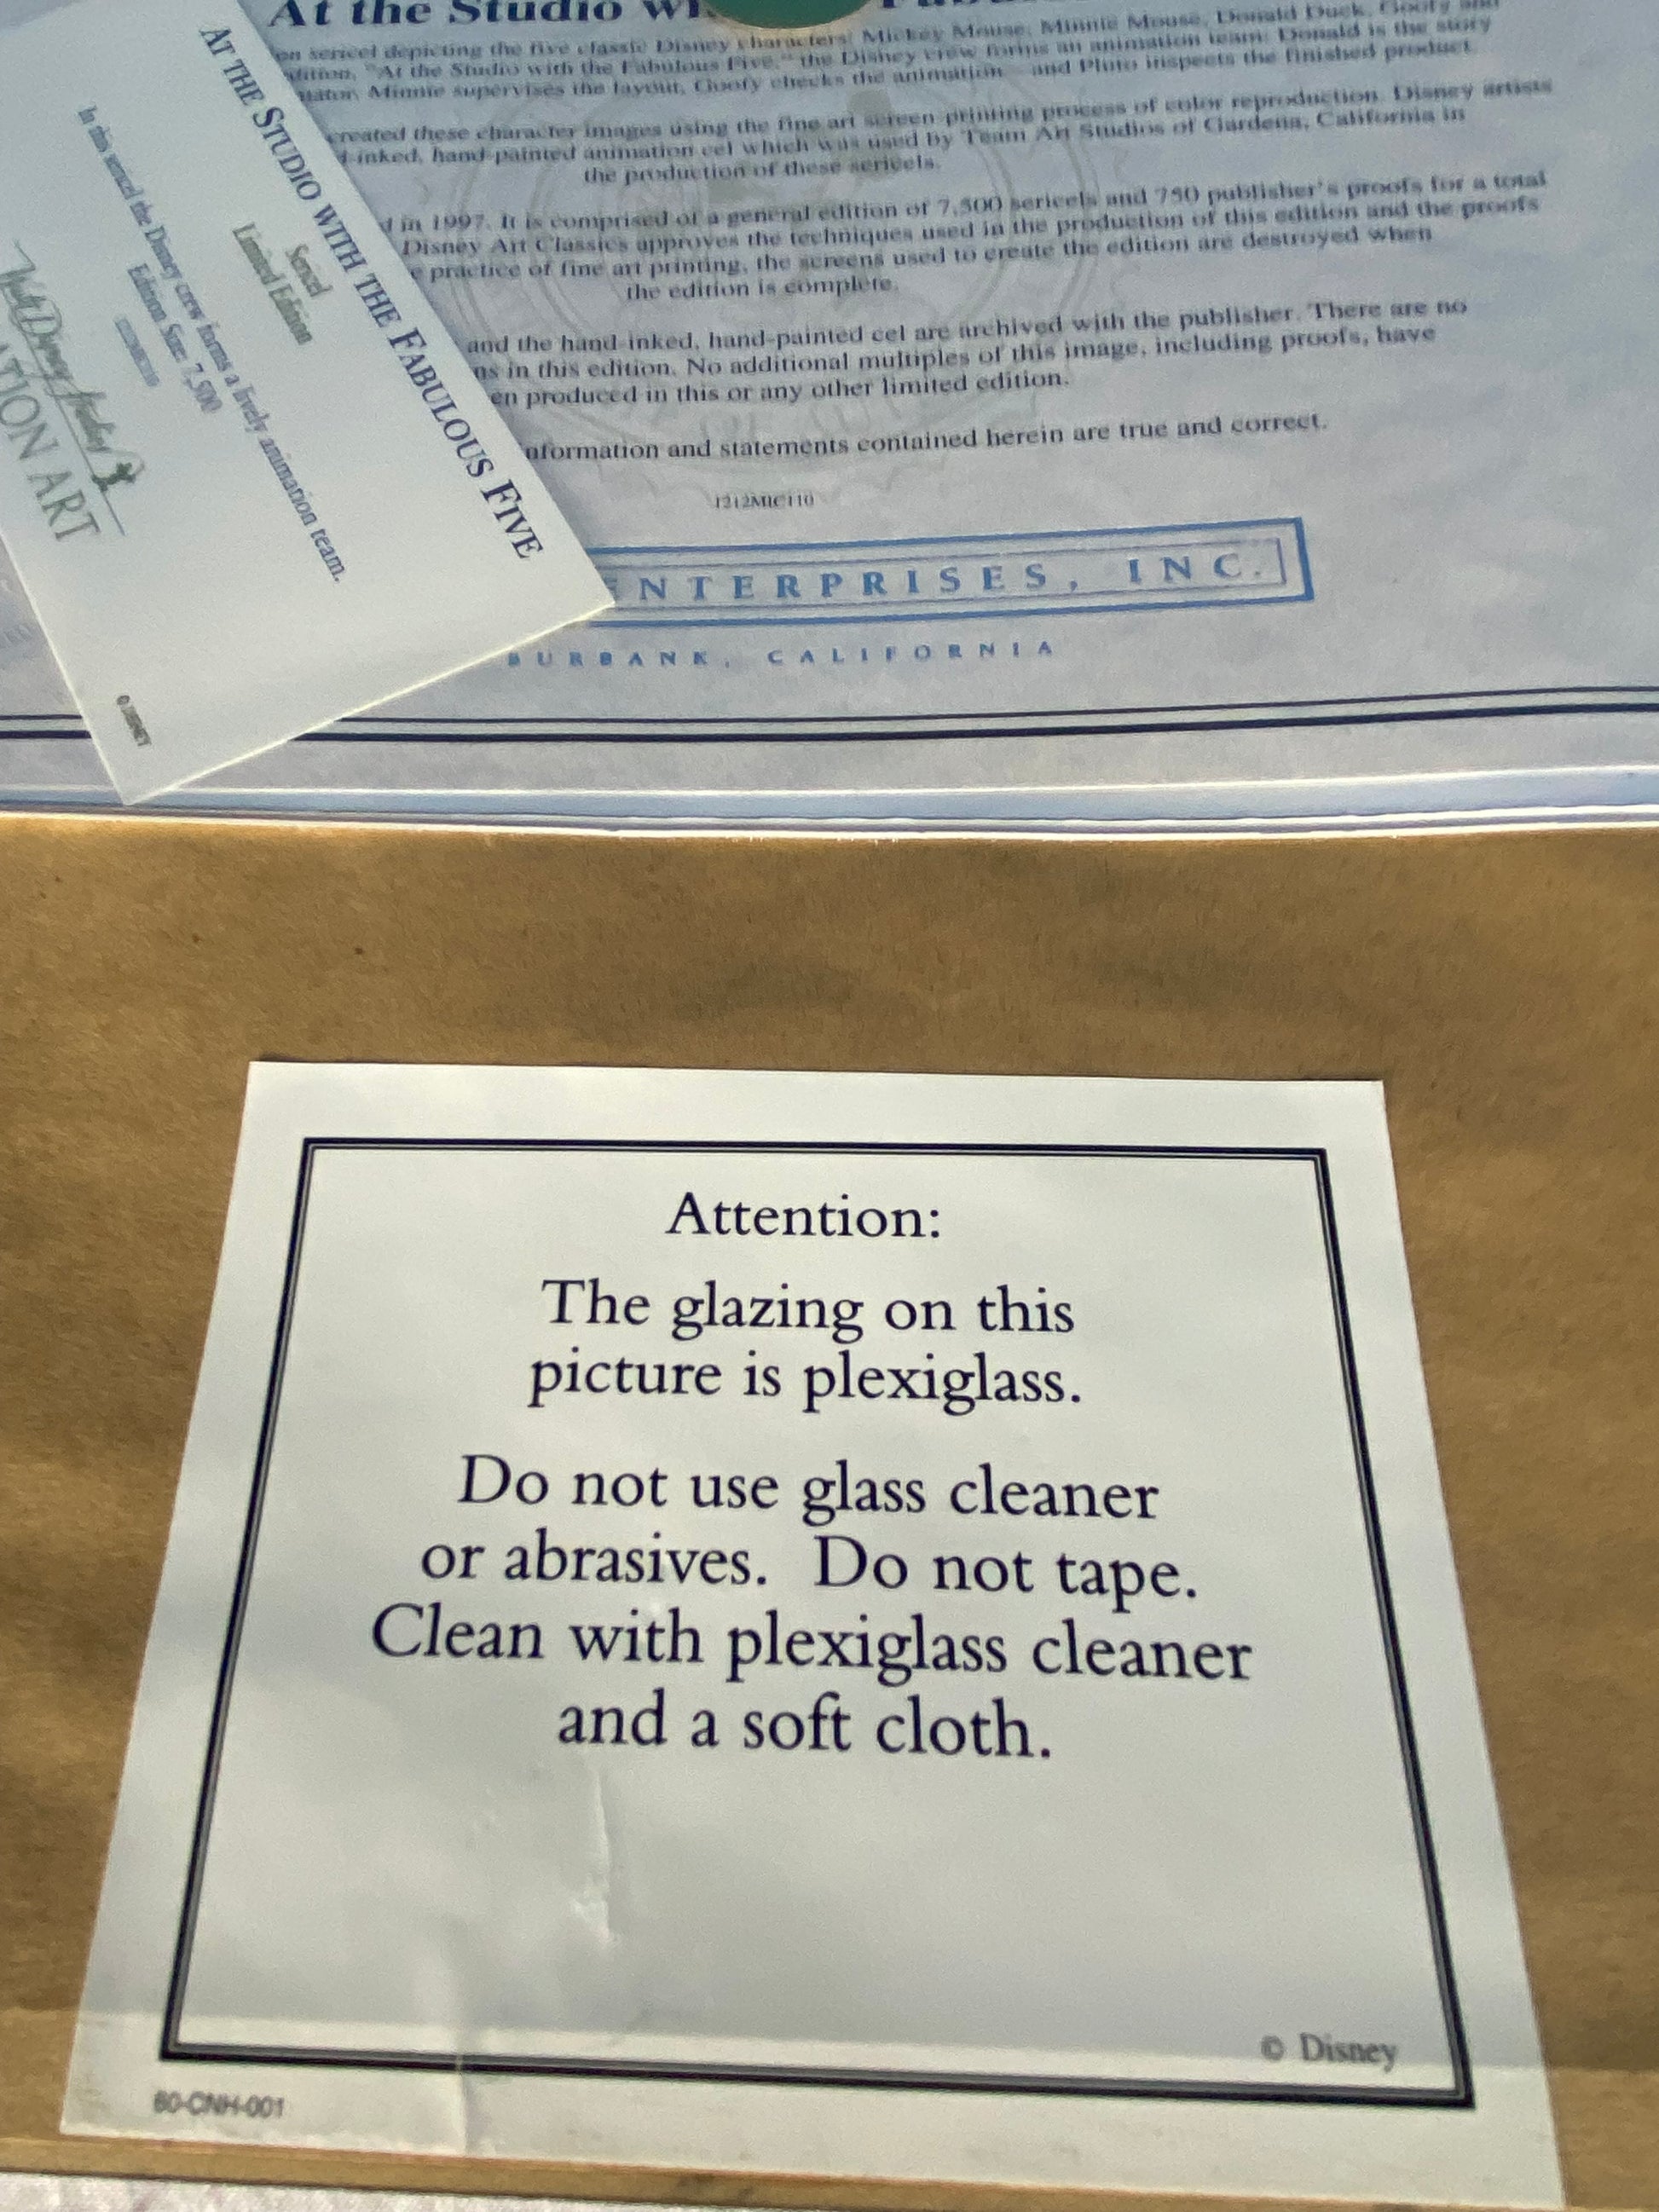 At the Studio
sericel depicting the five classic Disney characters: Mickey Mouse, Minnie Mouse, Donald Duck, Goofy and
"At the Studio with the Fabulous Five," the Disney crew forms an animation team: Donald is the story
Minnie supervises the layout, Goofy checks the animation and Pluto inspects the finished product.
created these character images using the fine art screen-printing process of color reproduction. Disney artists
inked, hand-painted animation cel which was used by Team Art Studios of Gardena, California in
the production of these sericels.
in 1997. It is comprised of a general edition of 7,500 sericels and 750 publisher's proofs for a total
Disney Art Classics approves the techniques used in the production of this edition and the proofs
practice of fine art printing, the screens used to create the edition are destroyed when
the edition is complete.
and the hand-inked, hand-painted cel are archived with the publisher. There are no
in this edition. No additional multiples of this image, including proofs, have
produced in this or any other limited edition.
information and statements contained herein are true and correct.
1212MIC110
ENTERPRISES, INC.
BURBANK, CALIFORNIA
AT THE STUDIO WITH THE FABULOUS FIVE
Sericel
Limited Edition
In this sericel the Disney crew forms a lively animation team.
Edition Size: 7,500
Walt Disney Studios
ATION ART
© DISNEY
Attention:
The glazing on this
picture is plexiglass.
Do not use glass cleaner
or abrasives. Do not tape.
Clean with plexiglass cleaner
and a soft cloth.
© Disney
60-CNH-001